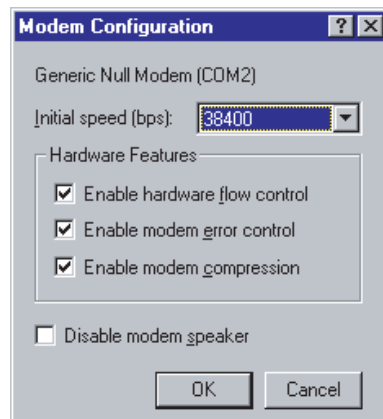 Modem Configuration
Generic Null Modem (COM2)
Initial speed (bps): 38400
Hardware Features
Enable hardware flow control
Enable modem error control
Enable modem compression
Disable modem speaker
OK Cancel